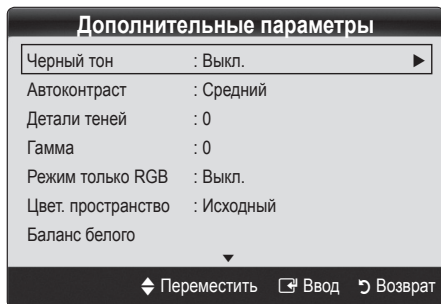 Дополнительные параметры
Черный тон : Выкл.
Автоконтраст : Средний
Детали теней : 0
Гамма : 0
Режим только RGB : Выкл.
Цвет. пространство : Исходный
Баланс белого
Переместить Ввод Возврат